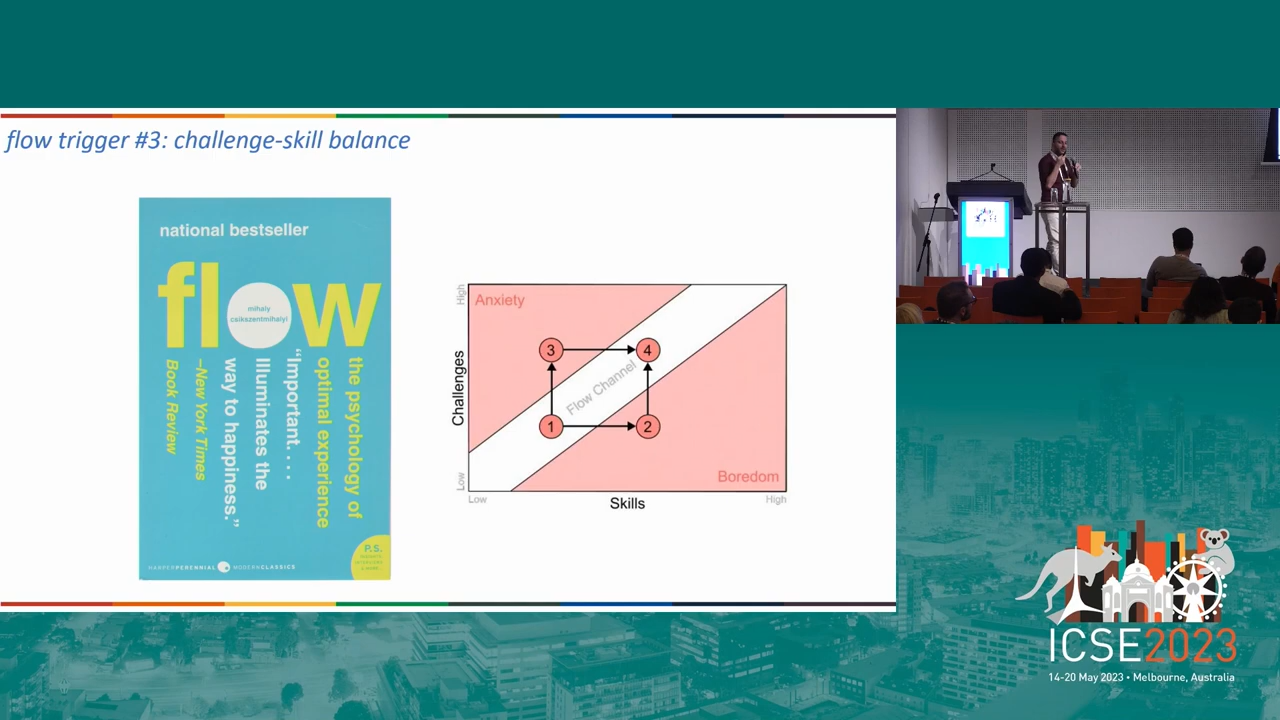 flow trigger #3: challenge-skill balance
national bestseller
flow
mihaly
csikszentmihalyi
the psychology of
optimal experience
“Important. . . .
Illuminates the
way to happiness.”
—New York Times
Book Review
P.S.
HARPERPERENNIAL MODERNCLASSICS
High
Anxiety
3
4
Challenges
Flow Channel
1
2
Low
Boredom
Low
Skills
High
ICSE2023
14-20 May 2023 • Melbourne, Australia